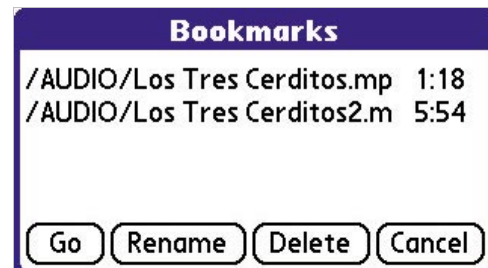 Bookmarks
/AUDIO/Los Tres Cerditos.mp 1:18
/AUDIO/Los Tres Cerditos2.m 5:54
Go Rename Delete Cancel